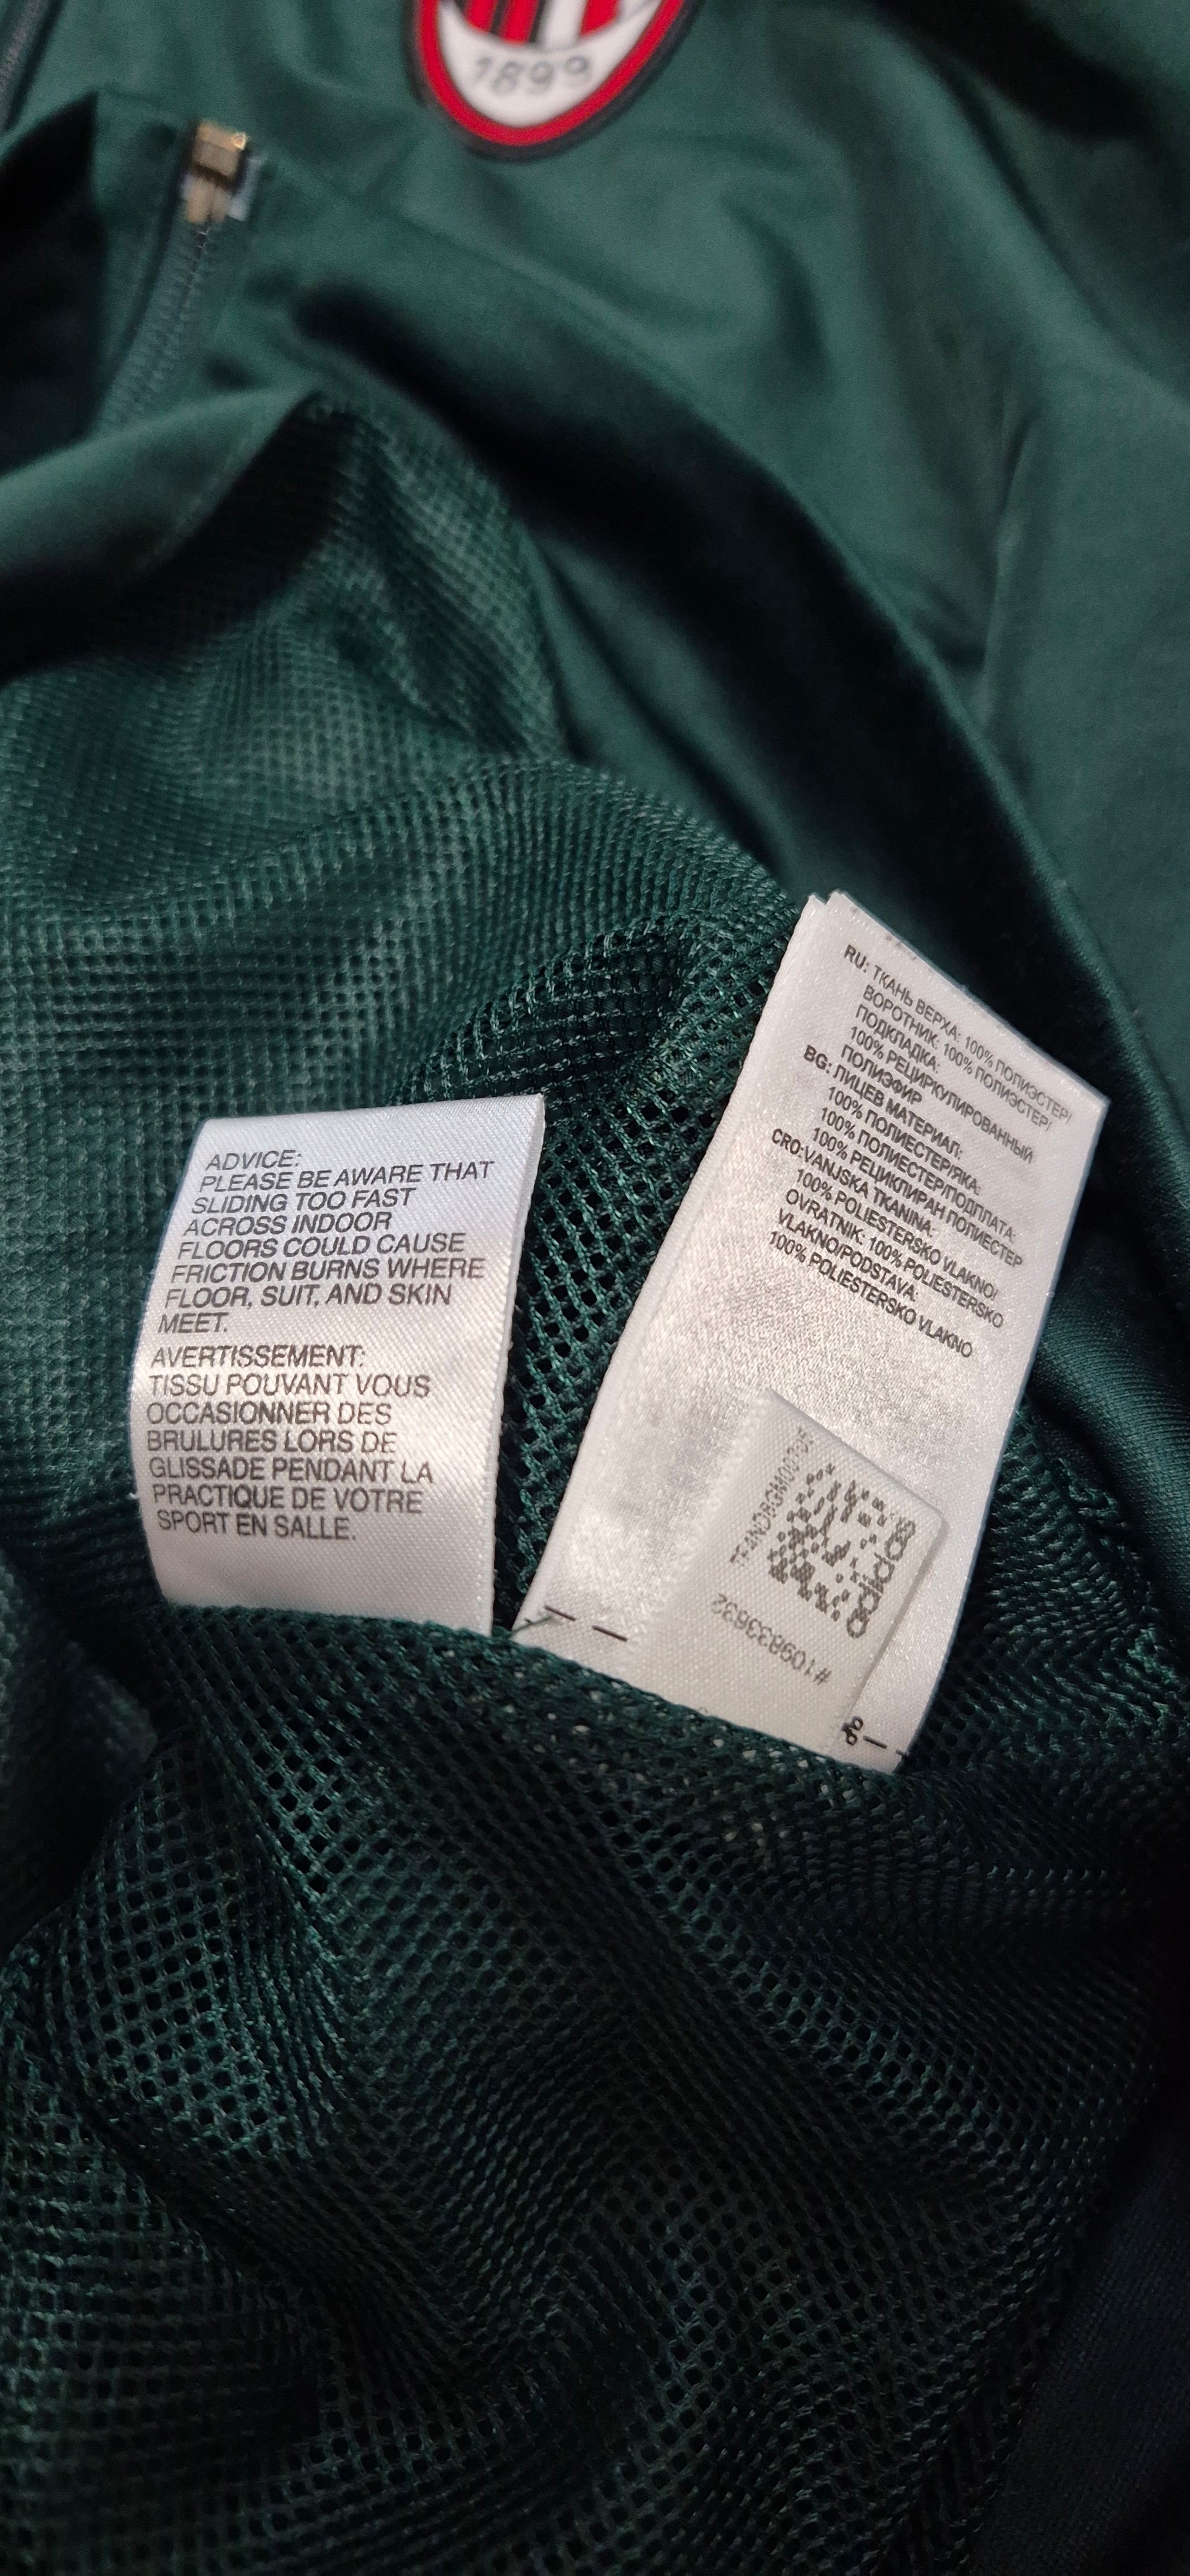 1899
ADVICE:
PLEASE BE AWARE THAT
SLIDING TOO FAST
ACROSS INDOOR
FLOORS COULD CAUSE
FRICTION BURNS WHERE
FLOOR, SUIT, AND SKIN
MEET.
AVERTISSEMENT:
TISSU POUVANT VOUS
OCCASIONNER DES
BRULURES LORS DE
GLISSADE PENDANT LA
PRACTIQUE DE VOTRE
SPORT EN SALLE.
RU: ТКАНЬ ВЕРХА: 100% ПОЛИЭСТЕР/
ВОРОТНИК: 100% ПОЛИЭСТЕР/
ПОДКЛАДКА:
100% РЕЦИРКУЛИРОВАННЫЙ
ПОЛИЭФИР
BG: ЛИЦЕВ МАТЕРИАЛ:
100% ПОЛИЕСТЕР/ЯКА:
100% ПОЛИЕСТЕР/ПОДПЛАТА:
100% РЕЦИКЛИРАН ПОЛИЕСТЕР
CRO:VANJSKA TKANINA:
100% POLIESTERSKO VLAKNO/
OVRATNIK: 100% POLIESTERSKO
VLAKNO/PODSTAVA:
100% POLIESTERSKO VLAKNO
adidas
#109833632